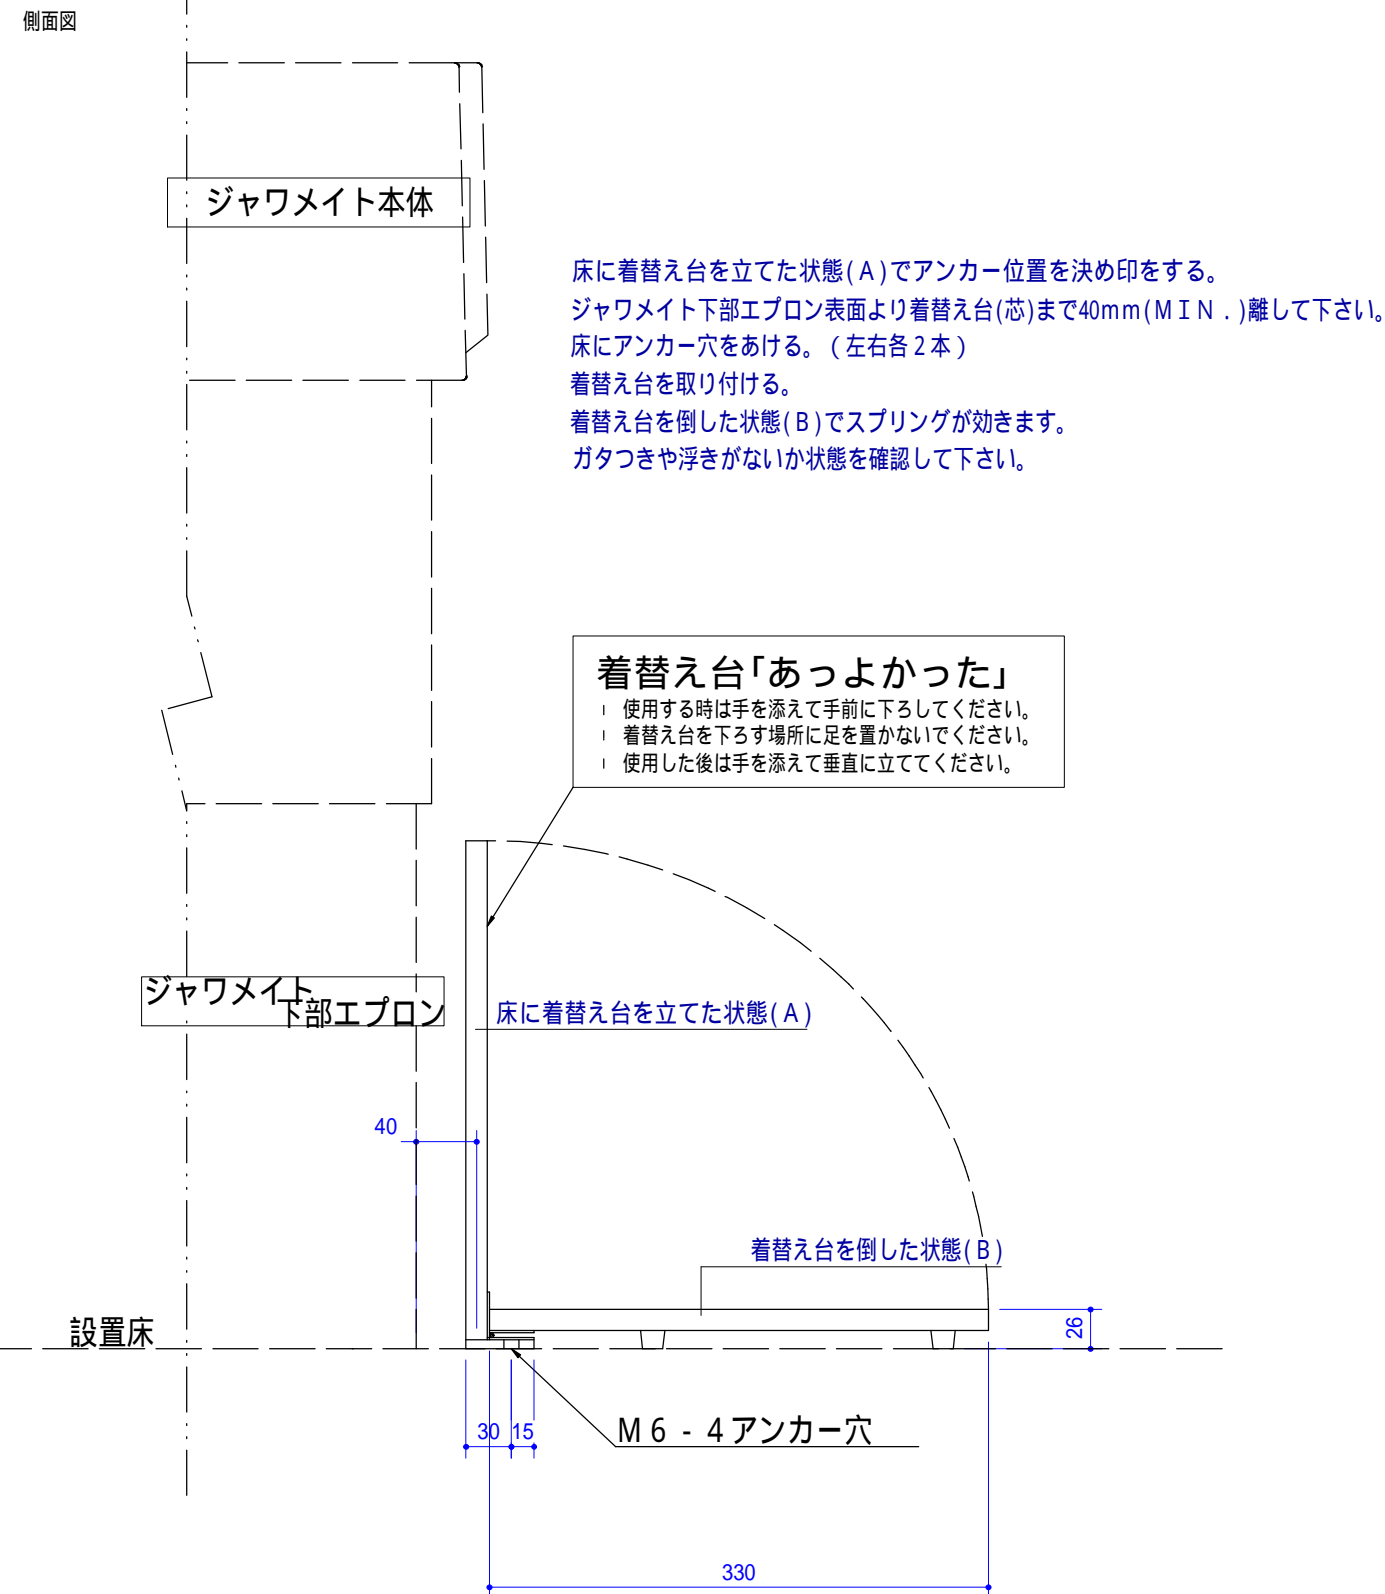 側面図
ジャワメイト本体
床に着替え台を立てた状態(A)でアンカー位置を決め印をする。
ジャワメイト下部エプロン表面より着替え台(芯)まで40mm(MIN.)離して下さい。
床にアンカー穴をあける。(左右各2本)
着替え台を取り付ける。
着替え台を倒した状態(B)でスプリングが効きます。
ガタつきや浮きがないか状態を確認して下さい。
着替え台「あっよかった」
使用する時は手を添えて手前に下ろしてください。
着替え台を下ろす場所に足を置かないでください。
使用した後は手を添えて垂直に立ててください。
ジャワメイト
下部エプロン
床に着替え台を立てた状態(A)
40
着替え台を倒した状態(B)
設置床
26
30
15
M6-4アンカー穴
330